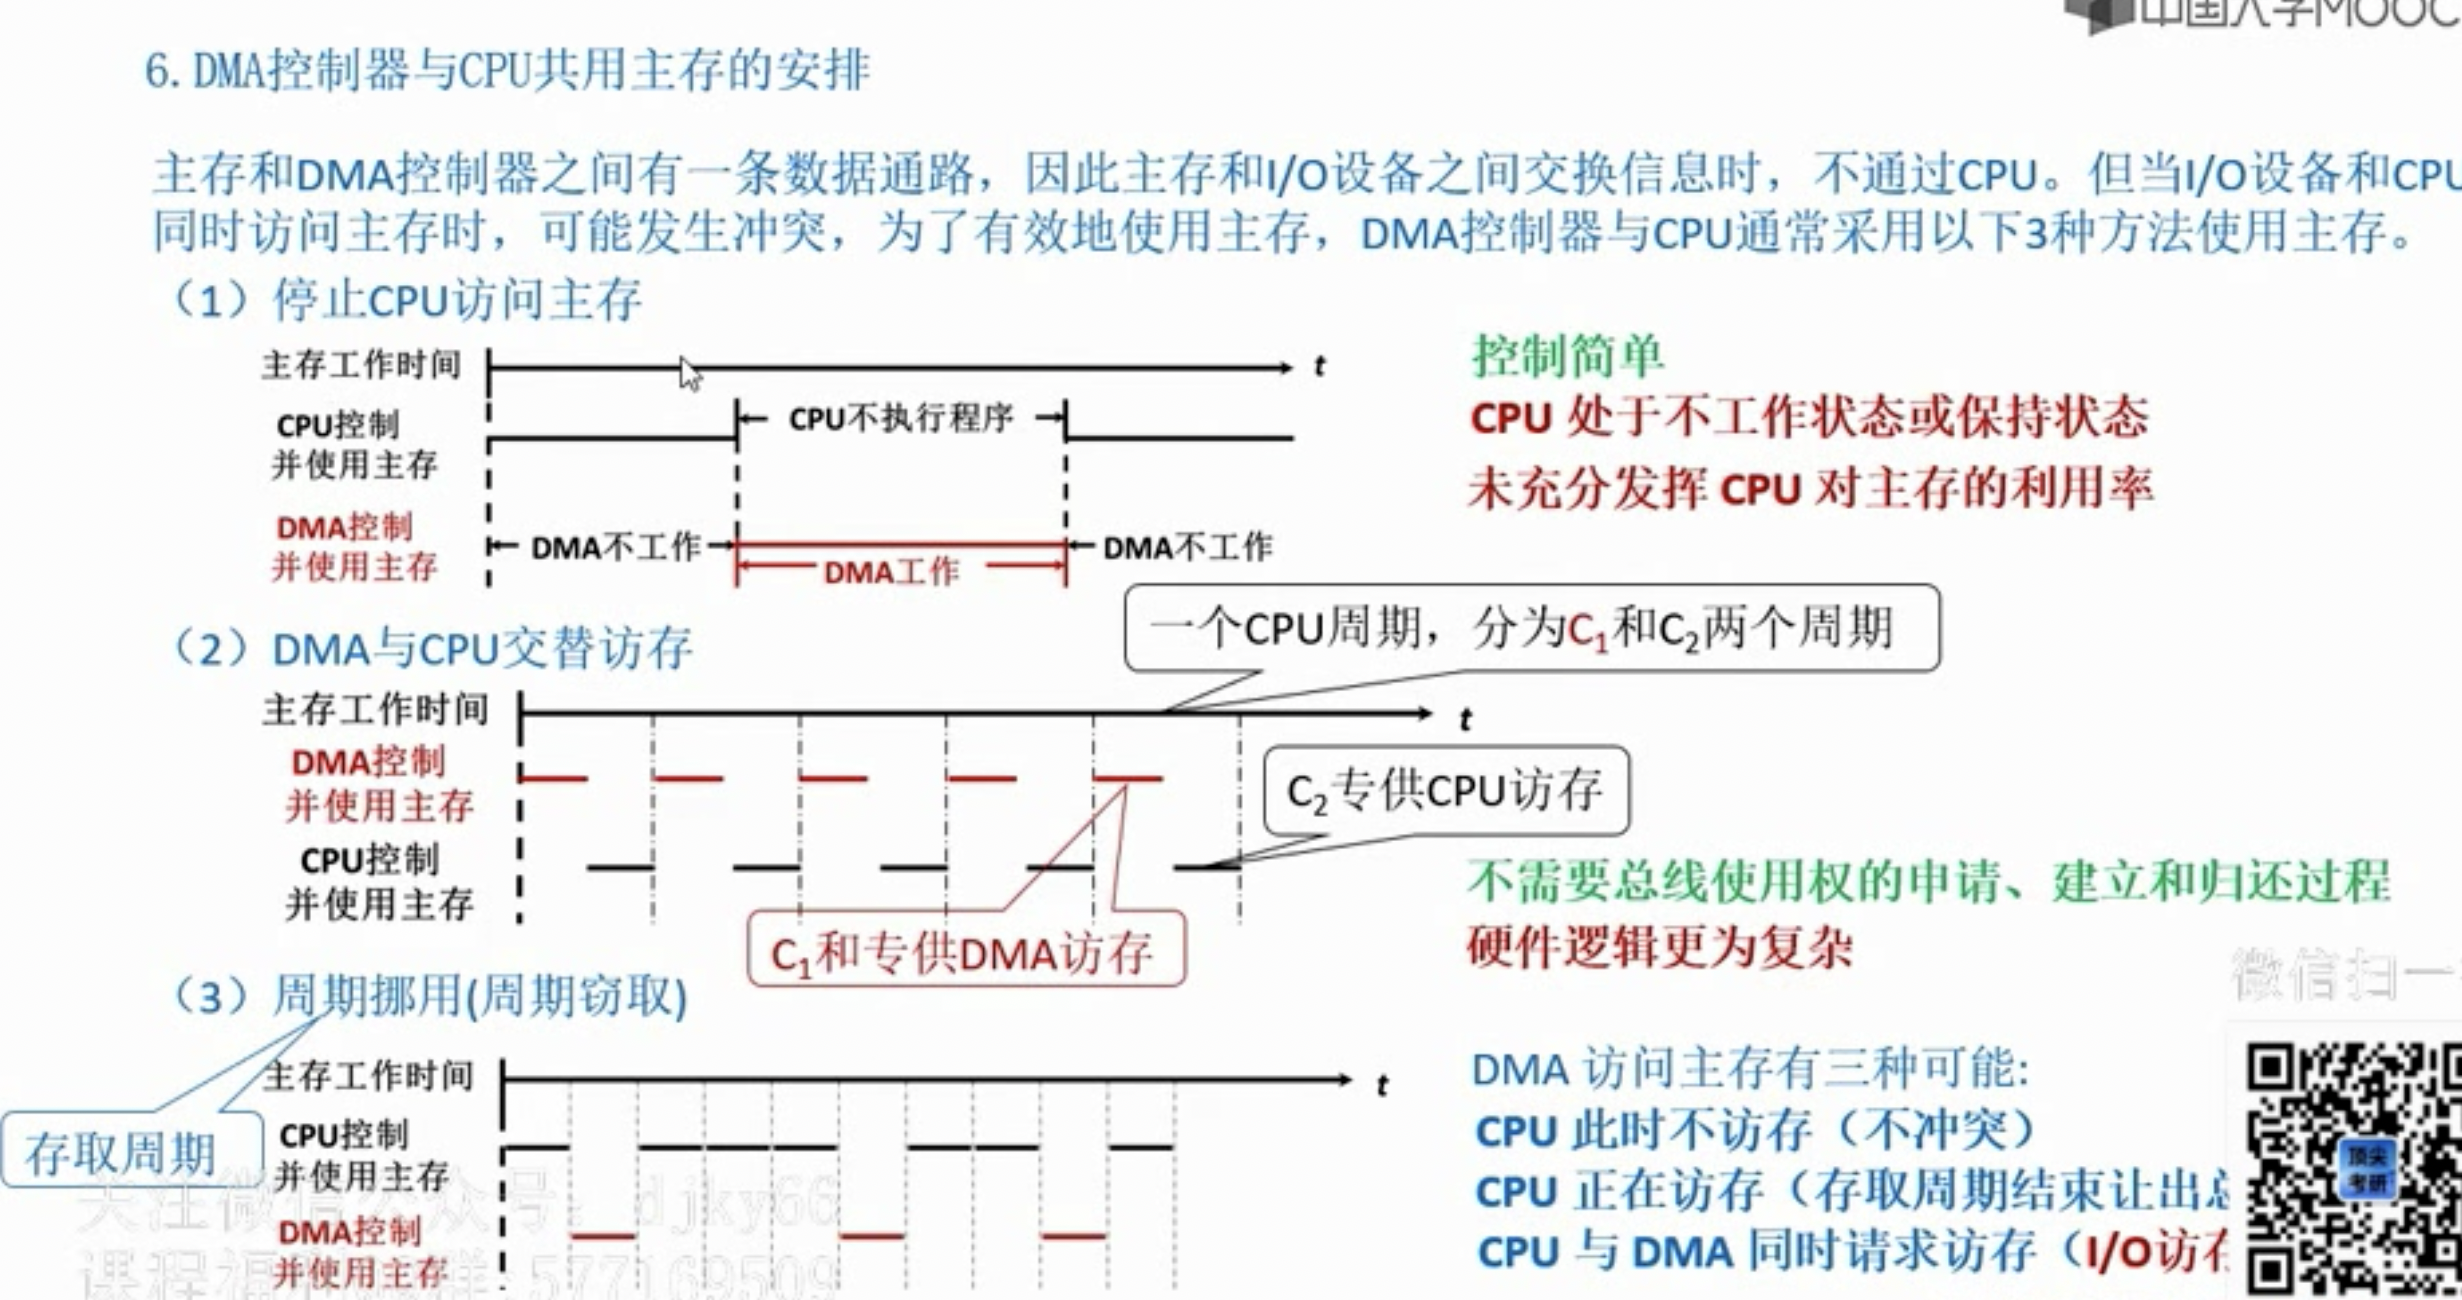 中国大学MOOC
6.DMA控制器与CPU共用主存的安排
主存和DMA控制器之间有一条数据通路，因此主存和I/O设备之间交换信息时，不通过CPU。但当I/O设备和CPU
同时访问主存时，可能发生冲突，为了有效地使用主存，DMA控制器与CPU通常采用以下3种方法使用主存。
（1）停止CPU访问主存
主存工作时间
t
CPU控制
并使用主存
CPU不执行程序
DMA控制
并使用主存
DMA不工作
DMA工作
DMA不工作
控制简单
CPU 处于不工作状态或保持状态
未充分发挥 CPU 对主存的利用率
（2）DMA与CPU交替访存
一个CPU周期，分为C1和C2两个周期
主存工作时间
t
DMA控制
并使用主存
C2专供CPU访存
CPU控制
并使用主存
C1和专供DMA访存
不需要总线使用权的申请、建立和归还过程
硬件逻辑更为复杂
（3）周期挪用(周期窃取)
主存工作时间
t
存取周期
CPU控制
并使用主存
DMA控制
并使用主存
DMA 访问主存有三种可能:
CPU 此时不访存（不冲突）
CPU 正在访存（存取周期结束让出总
CPU 与 DMA 同时请求访存（I/O访存
微信扫一
顶尖
考研
关注微信公众号：djky66
课程福利群:577169509